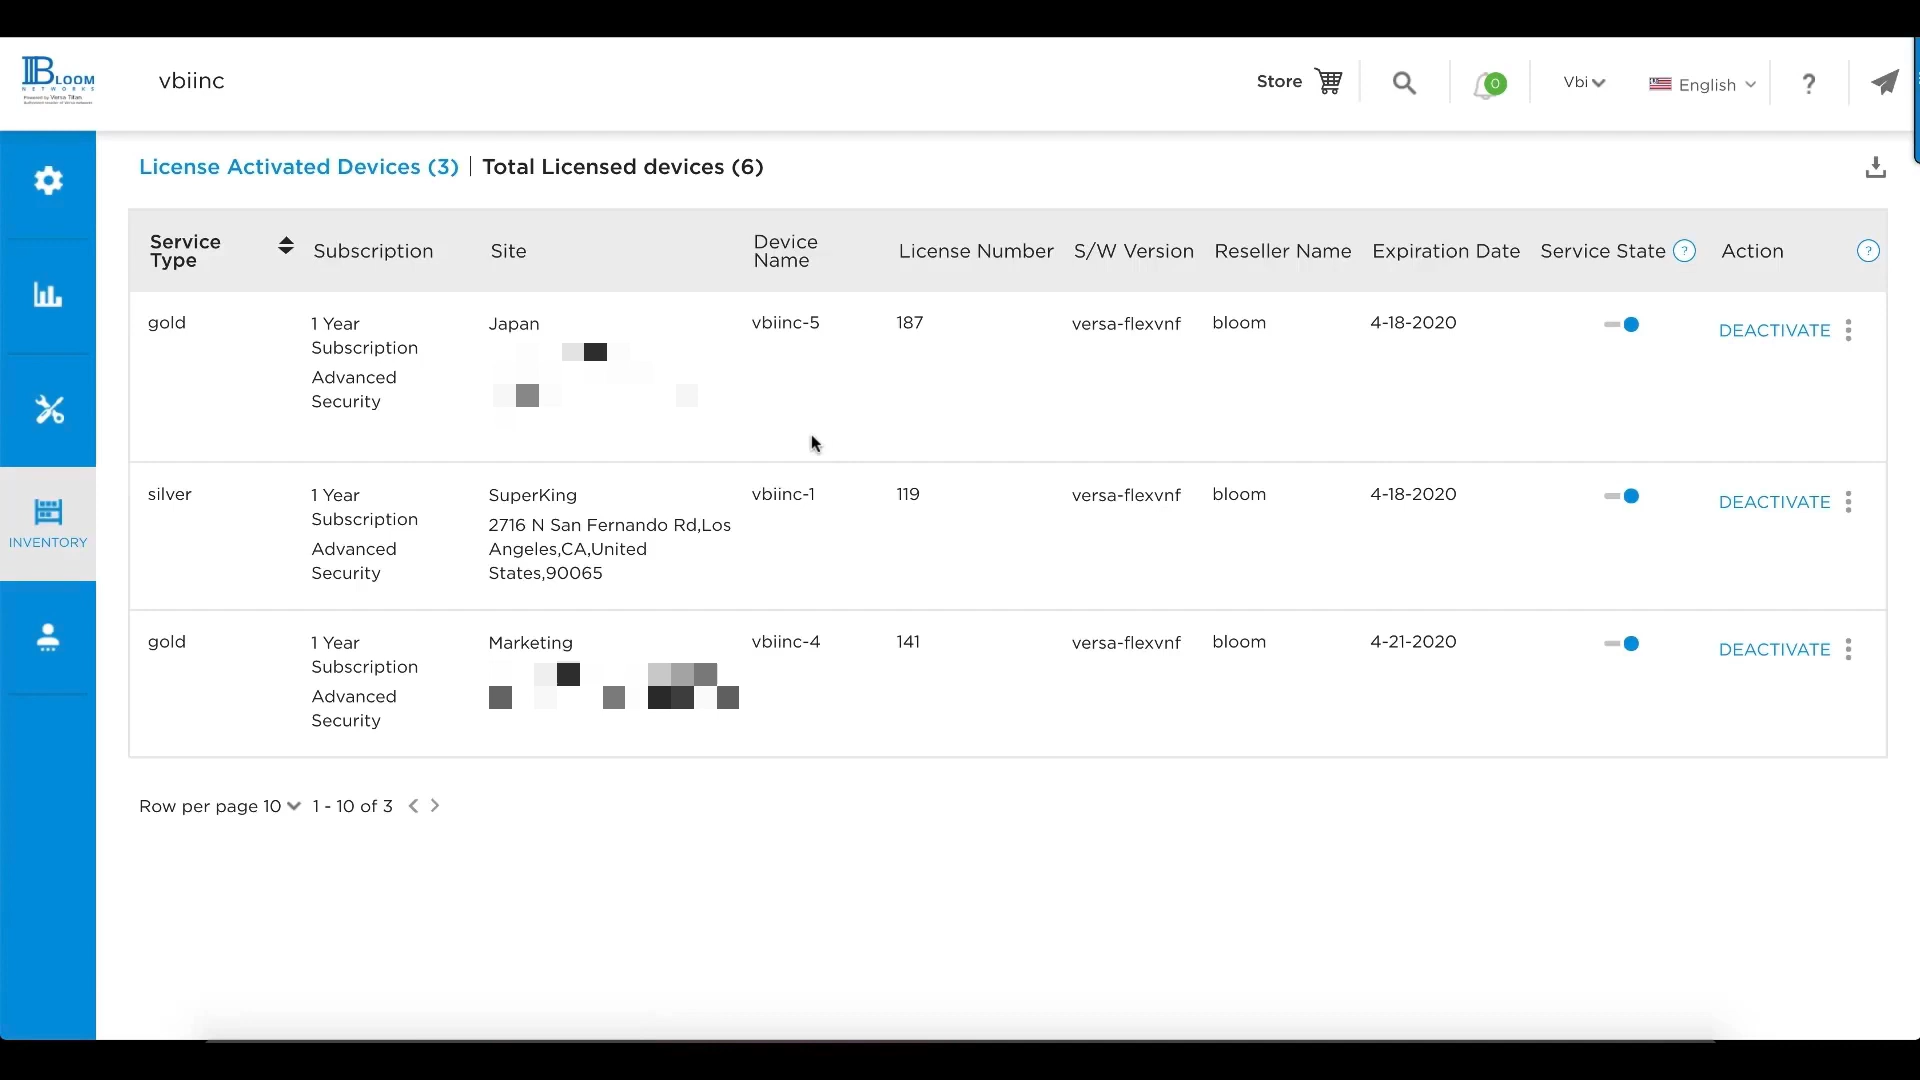 BLOOM
NETWORKS
Powered by Versa Titan
vbiinc
Store
0
Vbi
English
?
License Activated Devices (3) | Total Licensed devices (6)
Service Type
Subscription
Site
Device Name
License Number
S/W Version
Reseller Name
Expiration Date
Service State ?
Action
?
gold
1 Year
Subscription
Advanced
Security
Japan
vbiinc-5
187
versa-flexvnf
bloom
4-18-2020
DEACTIVATE
silver
1 Year
Subscription
Advanced
Security
SuperKing
2716 N San Fernando Rd,Los
Angeles,CA,United
States,90065
vbiinc-1
119
versa-flexvnf
bloom
4-18-2020
DEACTIVATE
gold
1 Year
Subscription
Advanced
Security
Marketing
vbiinc-4
141
versa-flexvnf
bloom
4-21-2020
DEACTIVATE
INVENTORY
Row per page 10
1 - 10 of 3